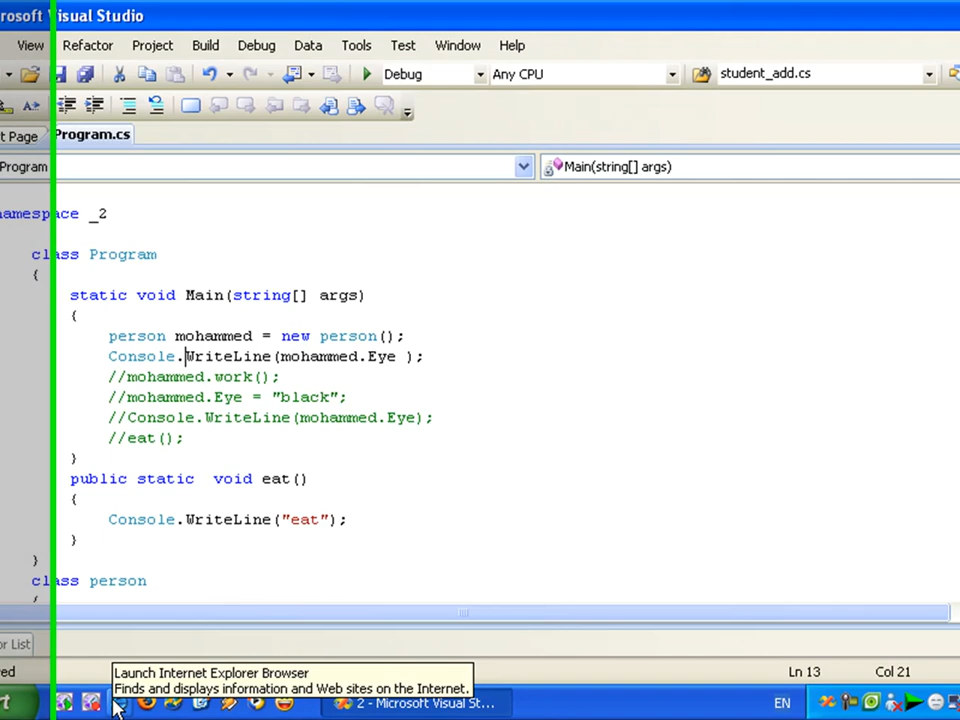 rosoft Visual Studio
View Refactor Project Build Debug Data Tools Test Window Help
Debug Any CPU student_add.cs
t Page Program.cs
Program Main(string[] args)
namespace _2
class Program
{
static void Main(string[] args)
{
person mohammed = new person();
Console.WriteLine(mohammed.Eye );
//mohammed.work();
//mohammed.Eye = "black";
//Console.WriteLine(mohammed.Eye);
//eat();
}
public static  void eat()
{
Console.WriteLine("eat");
}
}
class person
{
or List
Launch Internet Explorer Browser
Finds and displays information and Web sites on the Internet.
ed Ln 13 Col 21
rt 2 - Microsoft Visual St... EN